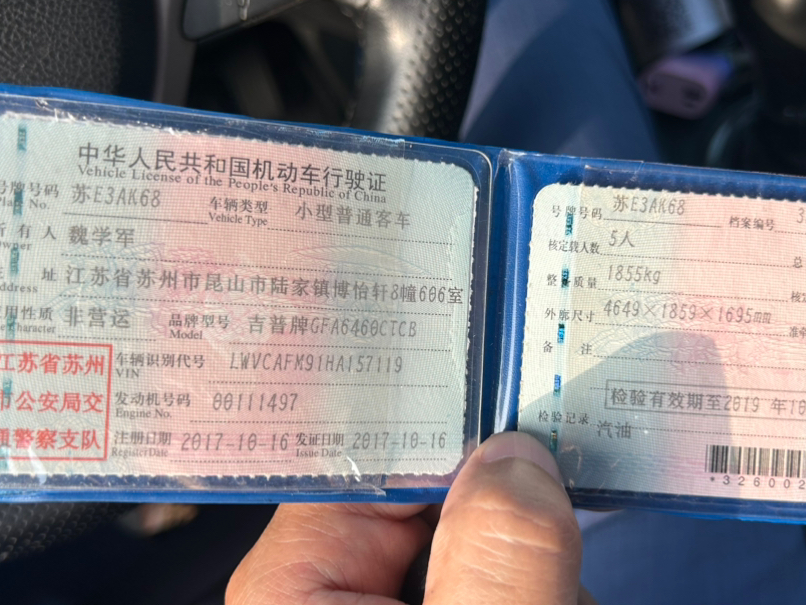 中华人民共和国机动车行驶证
Vehicle License of the People's Republic of China
号牌号码 苏E3AK68 车辆类型 小型普通客车
Plate No. Vehicle Type
所有人 魏学军
Owner
住址 江苏省苏州市昆山市陆家镇博怡轩8幢606室
Address
使用性质 非营运 品牌型号 吉普牌GFA6460CTCB
Use Character Model
江苏省苏州
市公安局交
通警察支队
车辆识别代号 LWVCAFM91HA157119
VIN
发动机号码 00111497
Engine No.
注册日期 2017-10-16 发证日期 2017-10-16
Register Date Issue Date
号牌号码 苏E3AK68 档案编号 3
核定载人数 5人 总
整备质量 1855kg 核
外廓尺寸 4649×1859×1695mm 准牵
备注
检验有效期至2019 年10
检验记录
汽油
*326002